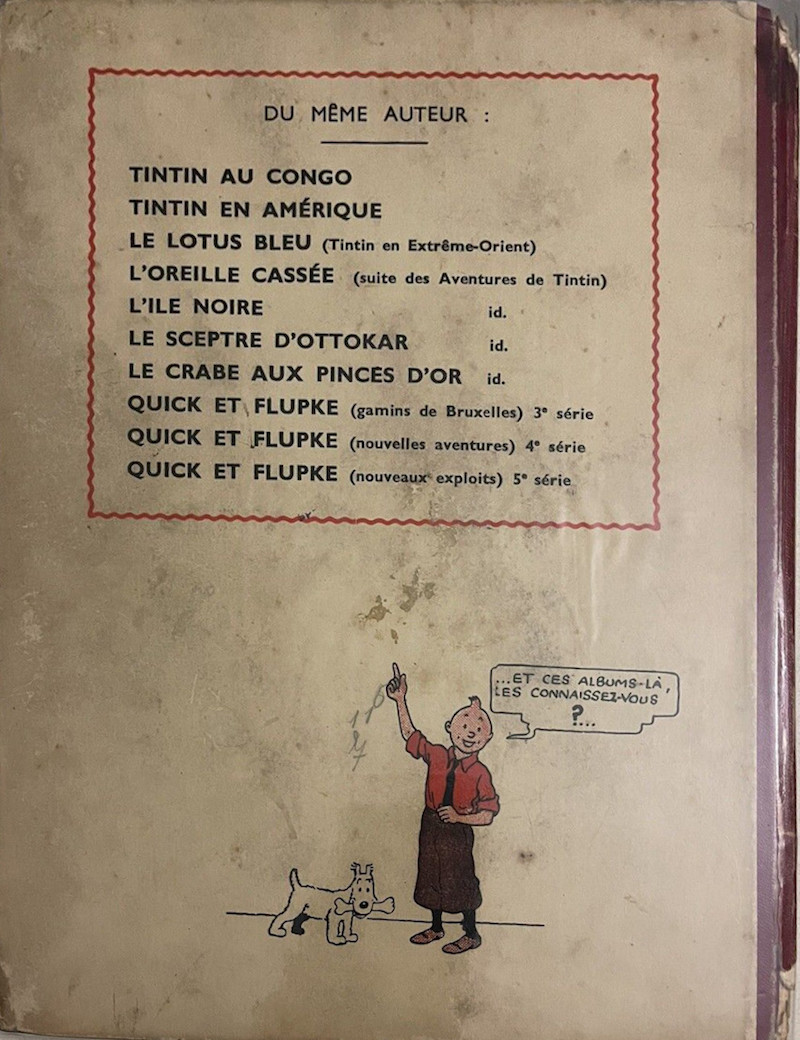 DU MÊME AUTEUR :
TINTIN AU CONGO
TINTIN EN AMÉRIQUE
LE LOTUS BLEU (Tintin en Extrême-Orient)
L'OREILLE CASSÉE (suite des Aventures de Tintin)
L'ILE NOIRE id.
LE SCEPTRE D'OTTOKAR id.
LE CRABE AUX PINCES D'OR id.
QUICK ET FLUPKE (gamins de Bruxelles) 3e série
QUICK ET FLUPKE (nouvelles aventures) 4e série
QUICK ET FLUPKE (nouveaux exploits) 5e série
...ET CES ALBUMS-LÀ,
LES CONNAISSEZ-VOUS
?...